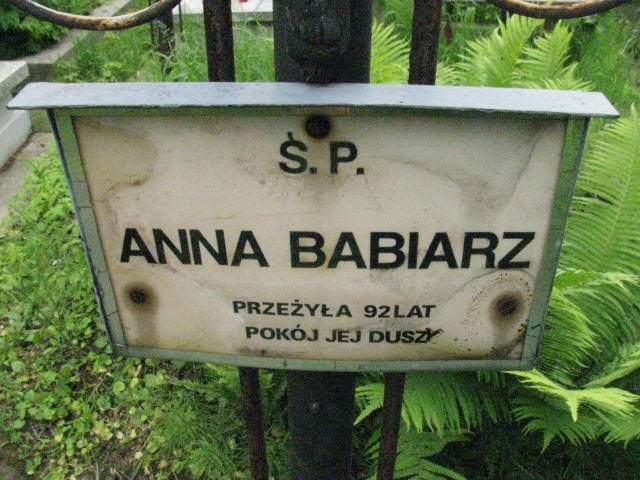 Ś.P.
ANNA BABIARZ
PRZEŻYŁA 92 LAT
POKÓJ JEJ DUSZY